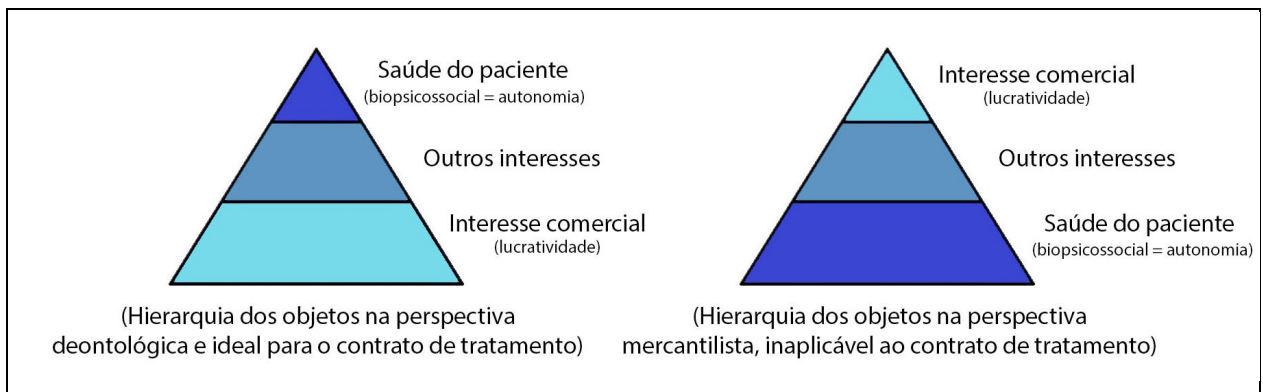 Saúde do paciente
(biopsicossocial = autonomia)
Outros interesses
Interesse comercial
(lucratividade)
(Hierarquia dos objetos na perspectiva
deontológica e ideal para o contrato de tratamento)
Interesse comercial
(lucratividade)
Outros interesses
Saúde do paciente
(biopsicossocial = autonomia)
(Hierarquia dos objetos na perspectiva
mercantilista, inaplicável ao contrato de tratamento)